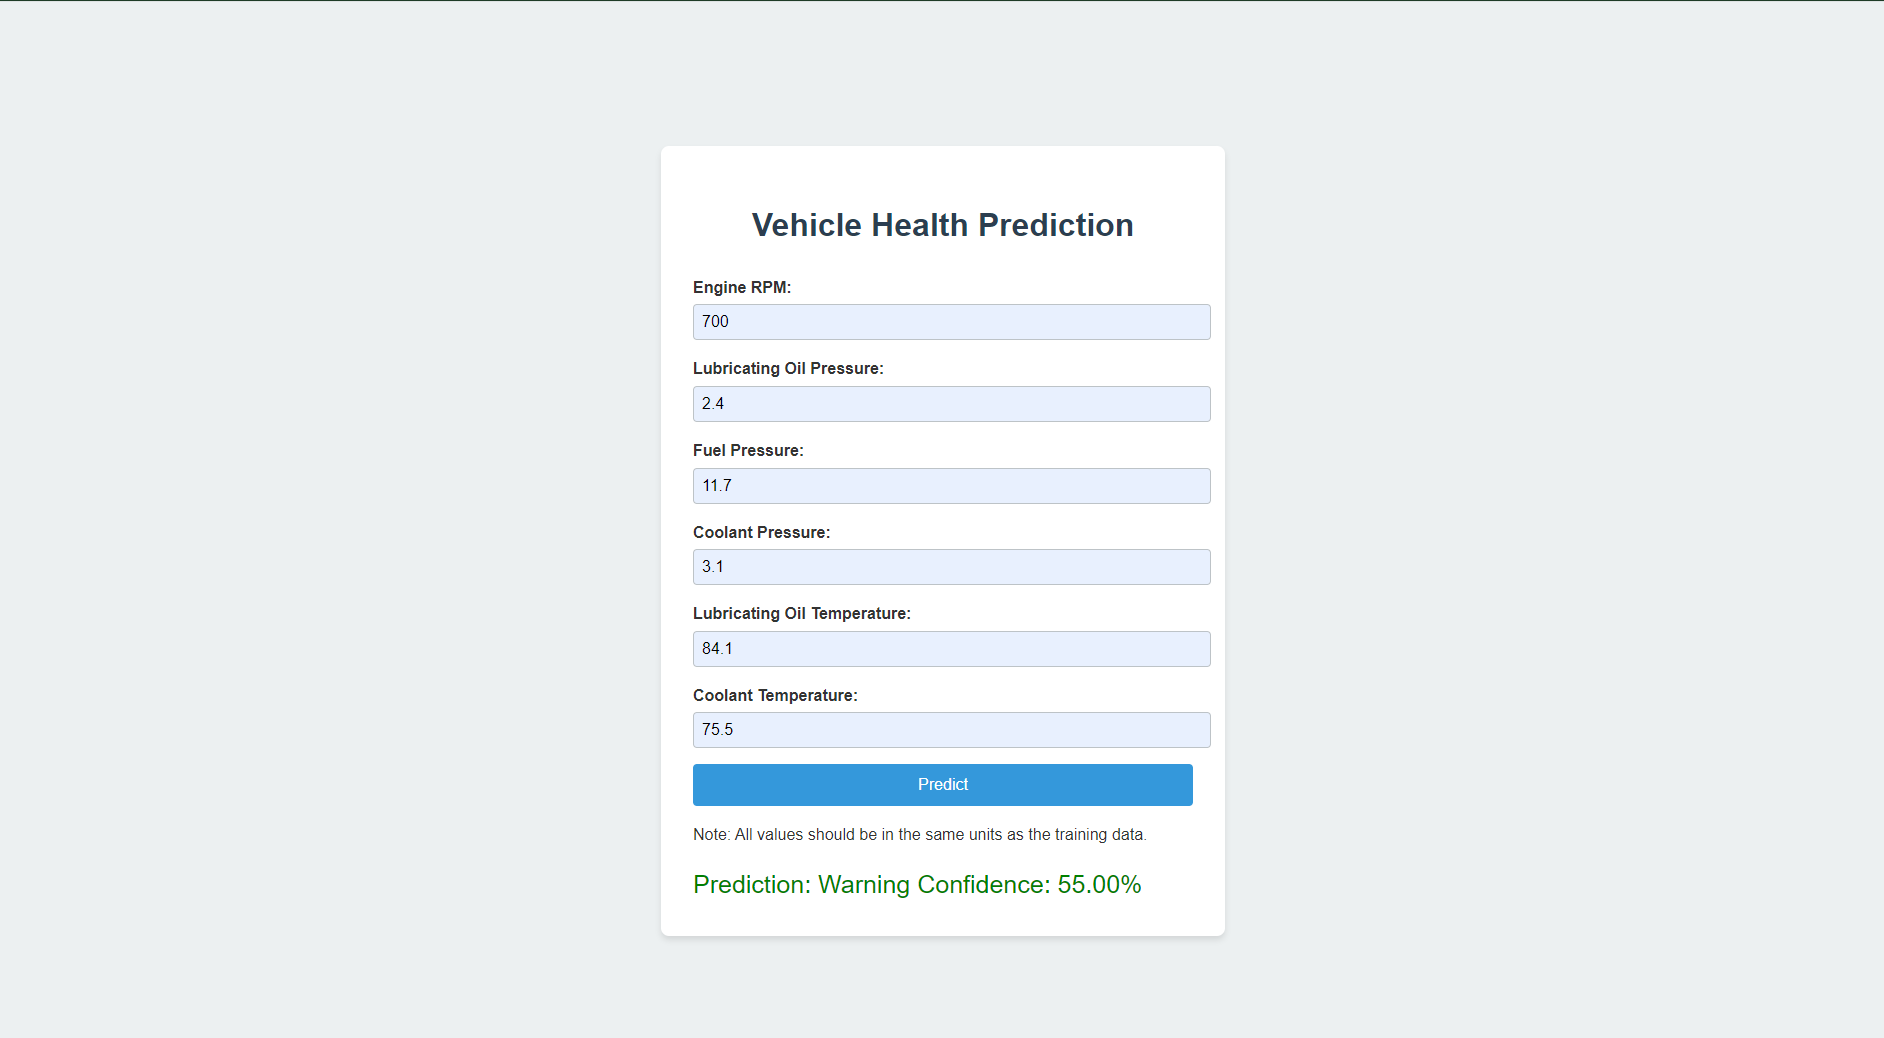 Vehicle Health Prediction
Engine RPM:
700
Lubricating Oil Pressure:
2.4
Fuel Pressure:
11.7
Coolant Pressure:
3.1
Lubricating Oil Temperature:
84.1
Coolant Temperature:
75.5
Predict
Note: All values should be in the same units as the training data.
Prediction: Warning Confidence: 55.00%